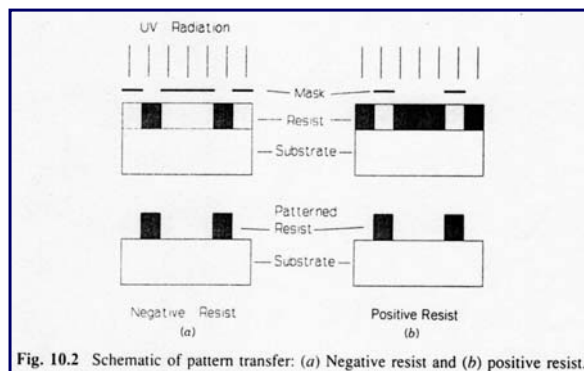 UV Radiation
Mask
Resist
Substrate
Patterned
Resist
Substrate
Negative Resist
Positive Resist
(a)
(b)
Fig. 10.2 Schematic of pattern transfer: (a) Negative resist and (b) positive resist.